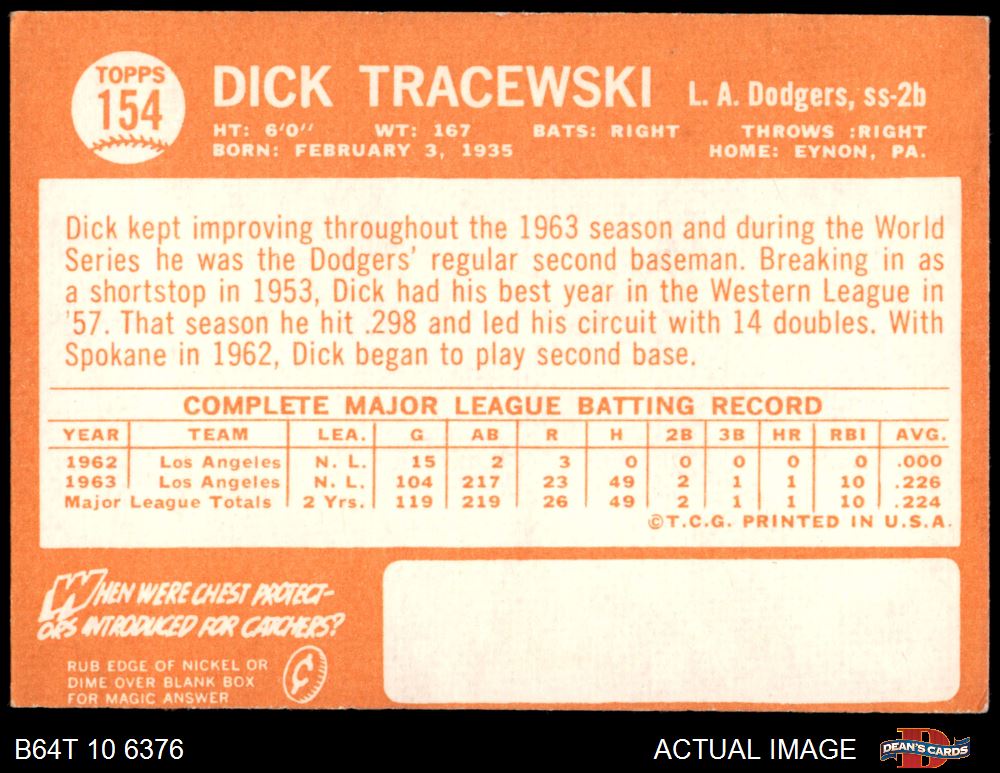 TOPPS
154
DICK TRACEWSKI L. A. Dodgers, ss-2b
HT: 6'0" WT: 167 BATS: RIGHT THROWS :RIGHT
BORN: FEBRUARY 3, 1935 HOME: EYNON, PA.
Dick kept improving throughout the 1963 season and during the World
Series he was the Dodgers' regular second baseman. Breaking in as
a shortstop in 1953, Dick had his best year in the Western League in
'57. That season he hit .298 and led his circuit with 14 doubles. With
Spokane in 1962, Dick began to play second base.
COMPLETE MAJOR LEAGUE BATTING RECORD
YEAR TEAM LEA. G AB R H 2B 3B HR RBI AVG.
1962 Los Angeles N. L. 15 2 3 0 0 0 0 0 .000
1963 Los Angeles N. L. 104 217 23 49 2 1 1 10 .226
Major League Totals 2 Yrs. 119 219 26 49 2 1 1 10 .224
©T.C.G. PRINTED IN U.S.A.
WHEN WERE CHEST PROTECT-
ORS INTRODUCED FOR CATCHERS?
RUB EDGE OF NICKEL OR
DIME OVER BLANK BOX
FOR MAGIC ANSWER
¢
B64T 10 6376 ACTUAL IMAGE DEAN'S CARDS